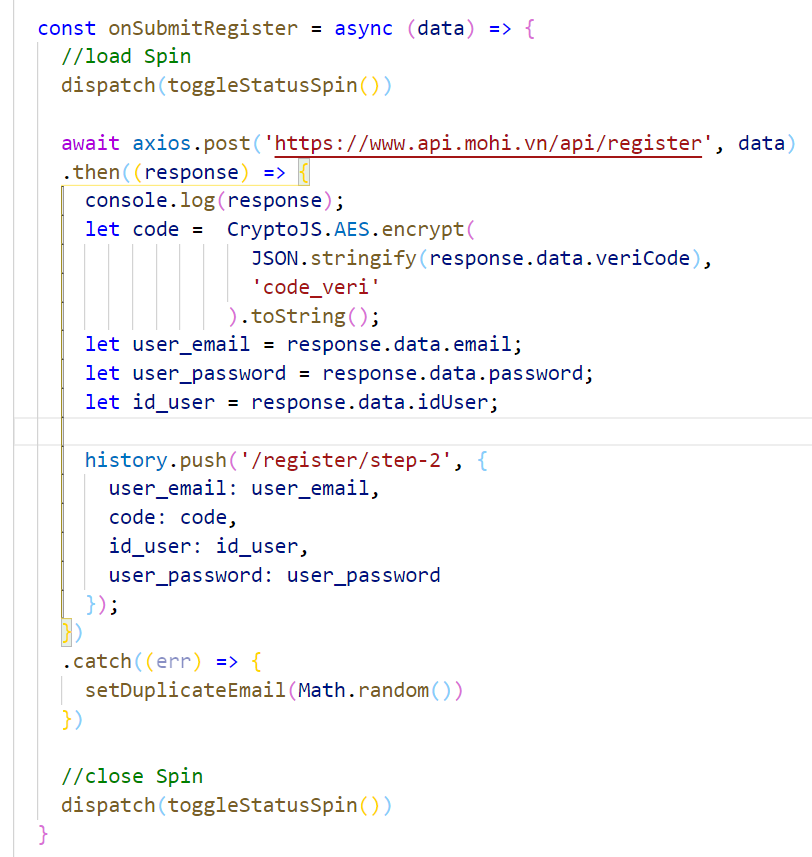 const onSubmitRegister = async (data) => {
//load Spin
dispatch(toggleStatusSpin())
await axios.post('https://www.api.mohi.vn/api/register', data)
.then((response) => {
console.log(response);
let code =  CryptoJS.AES.encrypt(
JSON.stringify(response.data.veriCode),
'code_veri'
).toString();
let user_email = response.data.email;
let user_password = response.data.password;
let id_user = response.data.idUser;
history.push('/register/step-2', {
user_email: user_email,
code: code,
id_user: id_user,
user_password: user_password
});
})
.catch((err) => {
setDuplicateEmail(Math.random())
})
//close Spin
dispatch(toggleStatusSpin())
}